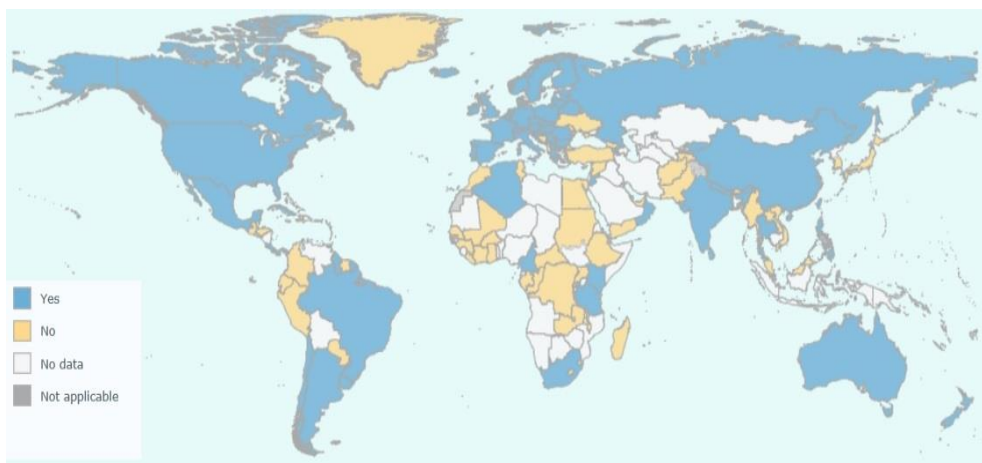 Yes
No
No data
Not applicable